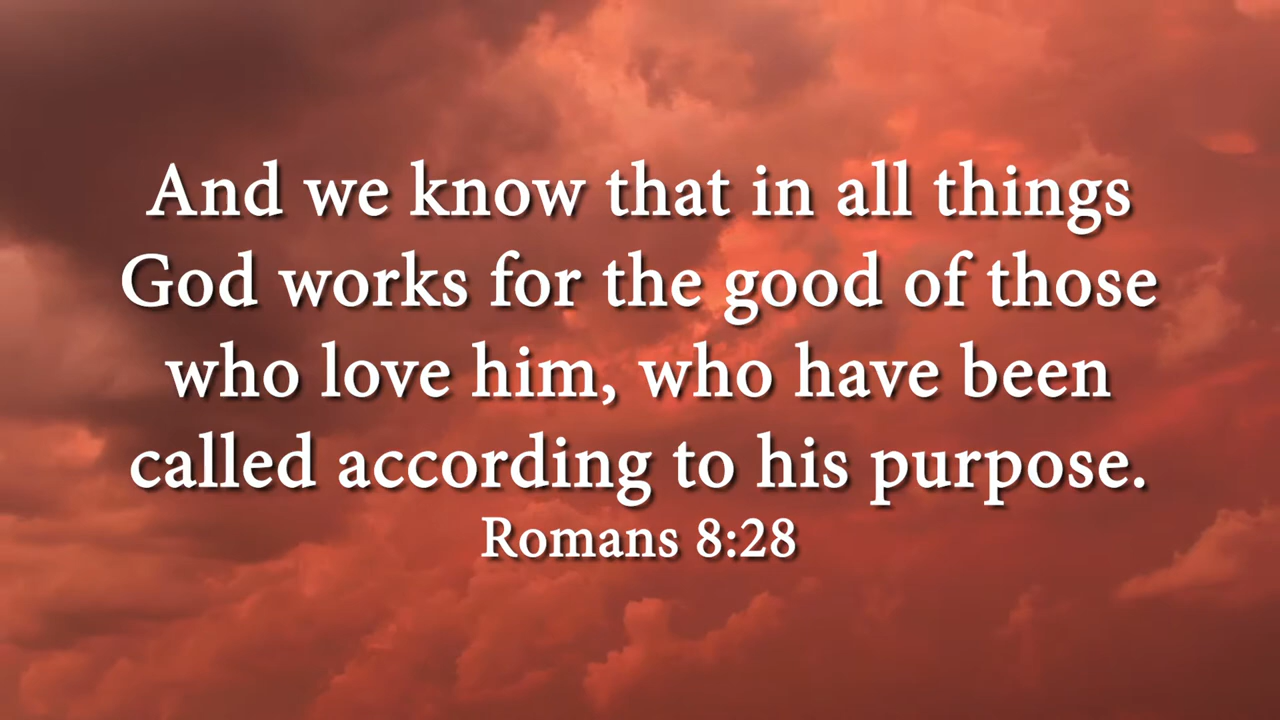 And we know that in all things
God works for the good of those
who love him, who have been
called according to his purpose.
Romans 8:28